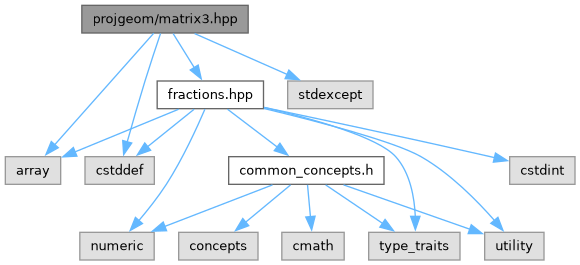 projgeom/matrix3.hpp
fractions.hpp
stdexcept
array
cstddef
common_concepts.h
cstdint
numeric
concepts
cmath
type_traits
utility